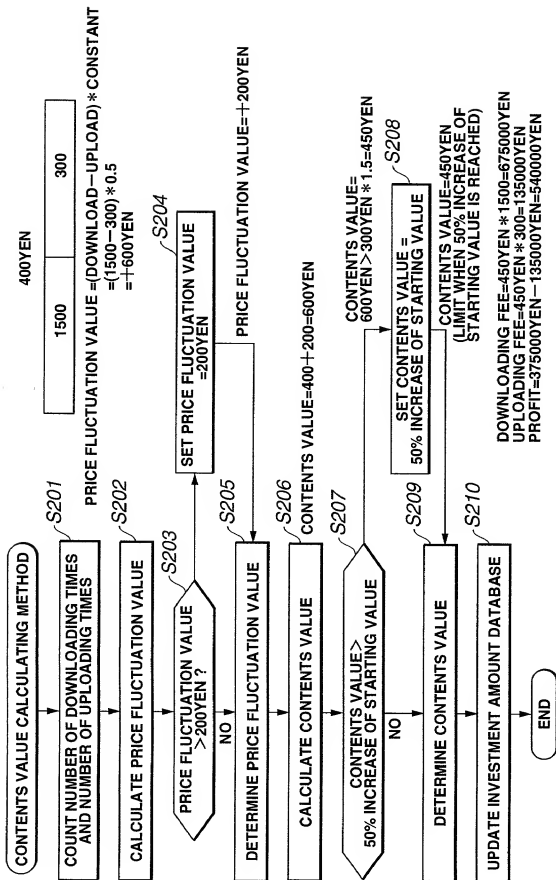 CONTENTS VALUE CALCULATING METHOD
S201
COUNT NUMBER OF DOWNLOADING TIMES
AND NUMBER OF UPLOADING TIMES
400YEN
1500
300
S202
CALCULATE PRICE FLUCTUATION VALUE
PRICE FLUCTUATION VALUE =(DOWNLOAD-UPLOAD)*CONSTANT
=(1500-300)*0.5
=+600YEN
S203
PRICE FLUCTUATION VALUE
>200YEN ?
NO
S204
SET PRICE FLUCTUATION VALUE
=200YEN
PRICE FLUCTUATION VALUE=+200YEN
S205
DETERMINE PRICE FLUCTUATION VALUE
S206
CALCULATE CONTENTS VALUE
CONTENTS VALUE=400+200=600YEN
S207
CONTENTS VALUE>
50% INCREASE OF STARTING VALUE
NO
CONTENTS VALUE=
600YEN>300YEN*1.5=450YEN
S208
SET CONTENTS VALUE =
50% INCREASE OF STARTING VALUE
CONTENTS VALUE=450YEN
(LIMIT WHEN 50% INCREASE OF
STARTING VALUE IS REACHED)
S209
DETERMINE CONTENTS VALUE
S210
UPDATE INVESTMENT AMOUNT DATABASE
DOWNLOADING FEE=450YEN*1500=675000YEN
UPLOADING FEE=450YEN*300=135000YEN
PROFIT=375000YEN-135000YEN=540000YEN
END